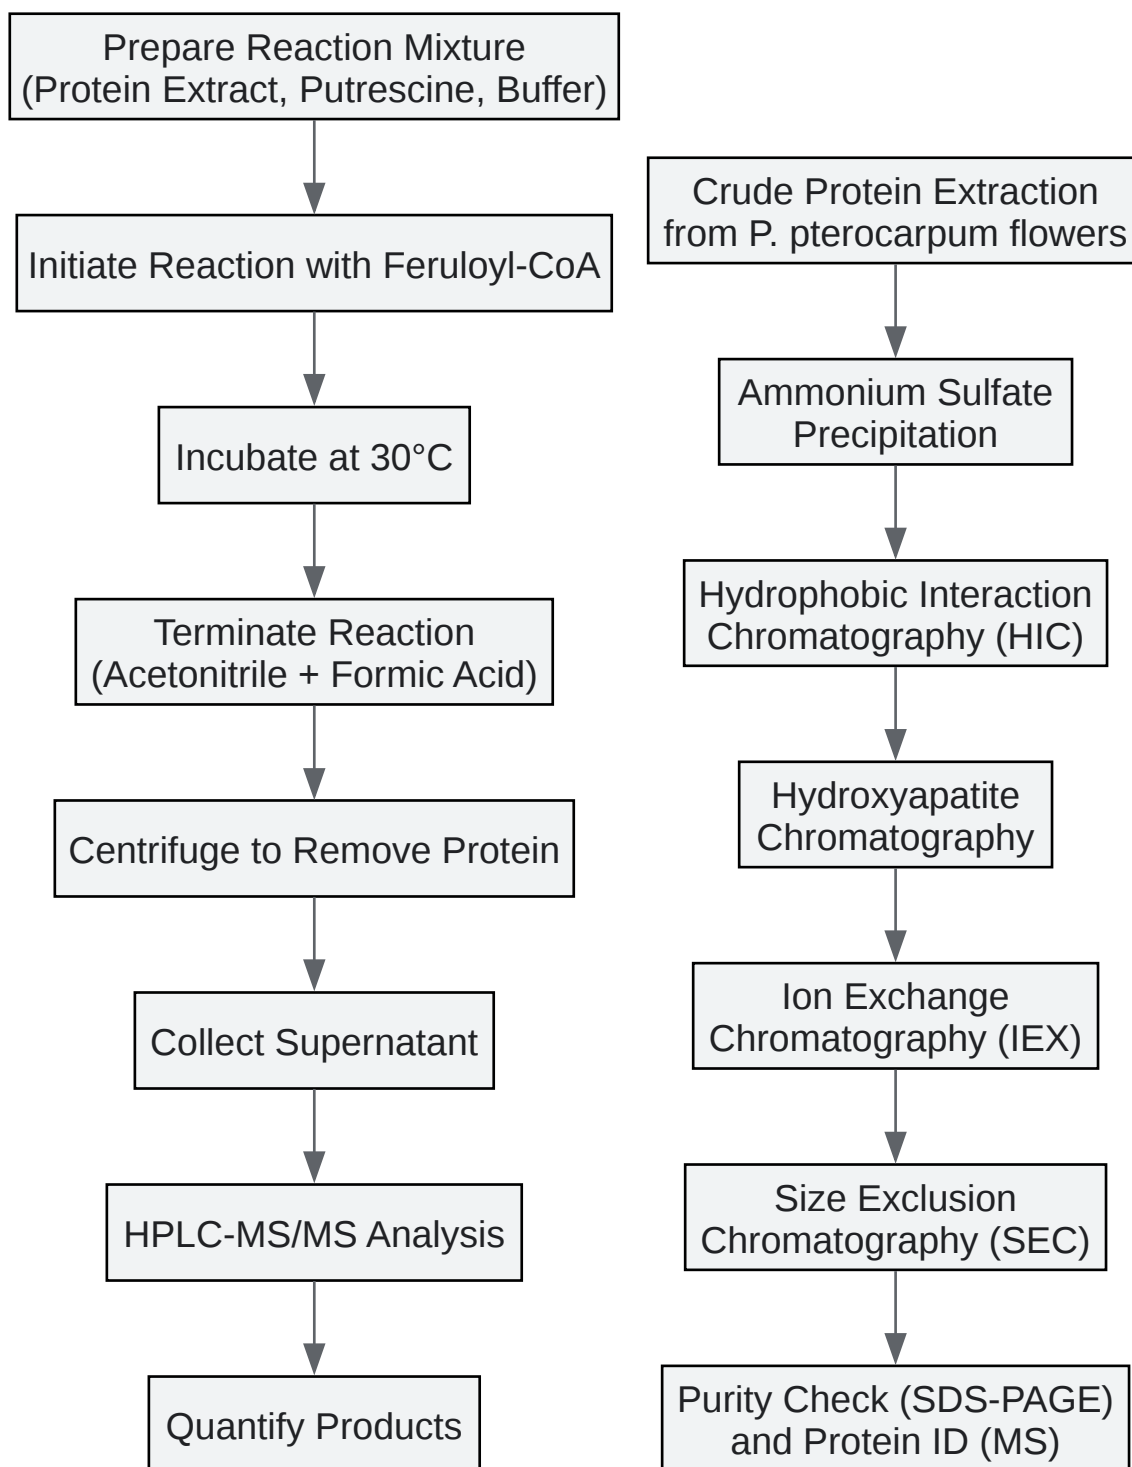 Prepare Reaction Mixture
(Protein Extract, Putrescine, Buffer)
Initiate Reaction with Feruloyl-CoA
Incubate at 30°C
Terminate Reaction
(Acetonitrile + Formic Acid)
Centrifuge to Remove Protein
Collect Supernatant
HPLC-MS/MS Analysis
Quantify Products
Crude Protein Extraction
from P. pterocarpum flowers
Ammonium Sulfate
Precipitation
Hydrophobic Interaction
Chromatography (HIC)
Hydroxyapatite
Chromatography
Ion Exchange
Chromatography (IEX)
Size Exclusion
Chromatography (SEC)
Purity Check (SDS-PAGE)
and Protein ID (MS)